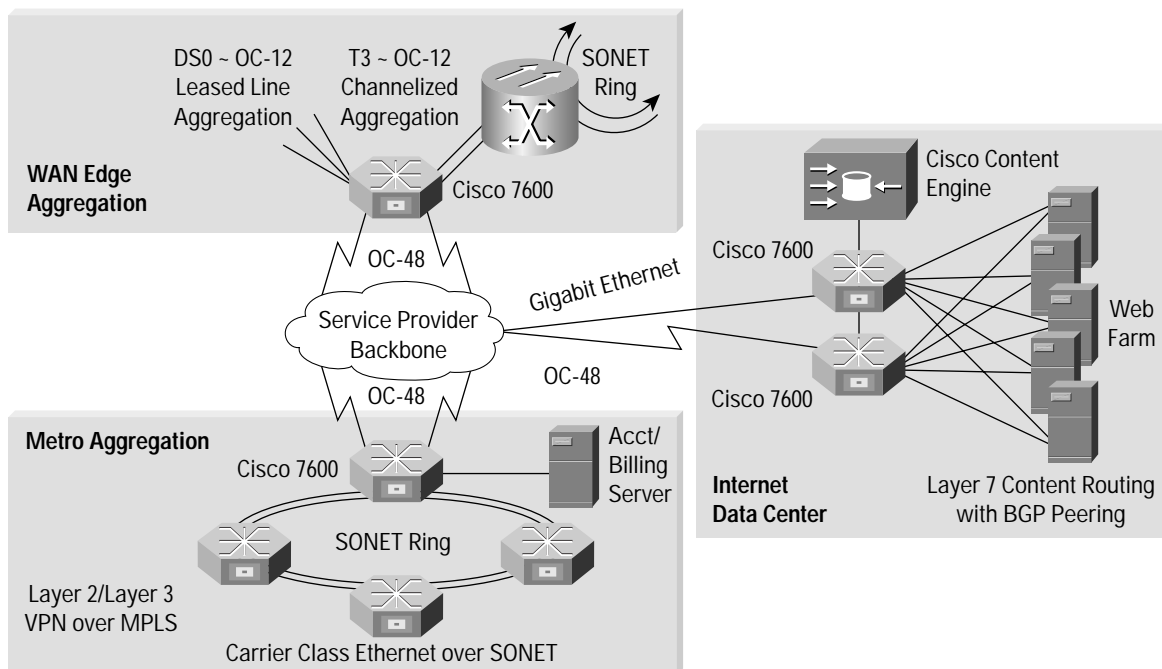 DS0 ~ OC-12
Leased Line
Aggregation
T3 ~ OC-12
Channelized
Aggregation
SONET
Ring
WAN Edge
Aggregation
Cisco 7600
OC-48
Service Provider
Backbone
Gigabit Ethernet
OC-48
OC-48
Cisco Content
Engine
Cisco 7600
Cisco 7600
Web
Farm
Internet
Data Center
Layer 7 Content Routing
with BGP Peering
Metro Aggregation
Cisco 7600
Acct/
Billing
Server
SONET Ring
Layer 2/Layer 3
VPN over MPLS
Carrier Class Ethernet over SONET